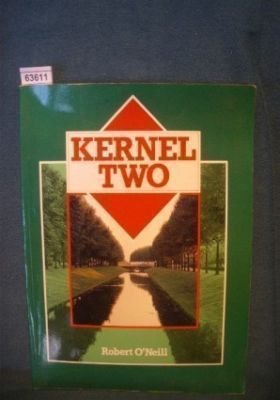 63611
KERNEL
TWO
Robert O'Neill